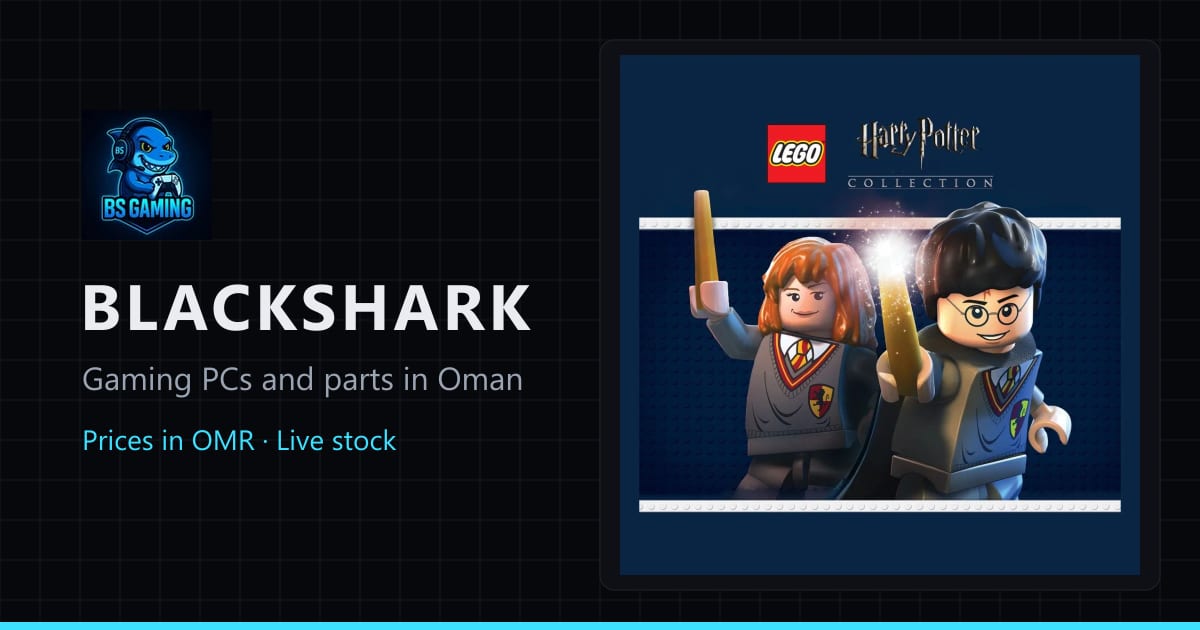 BS
BS GAMING
BLACKSHARK
Gaming PCs and parts in Oman
Prices in OMR · Live stock
LEGO
Harry Potter
COLLECTION